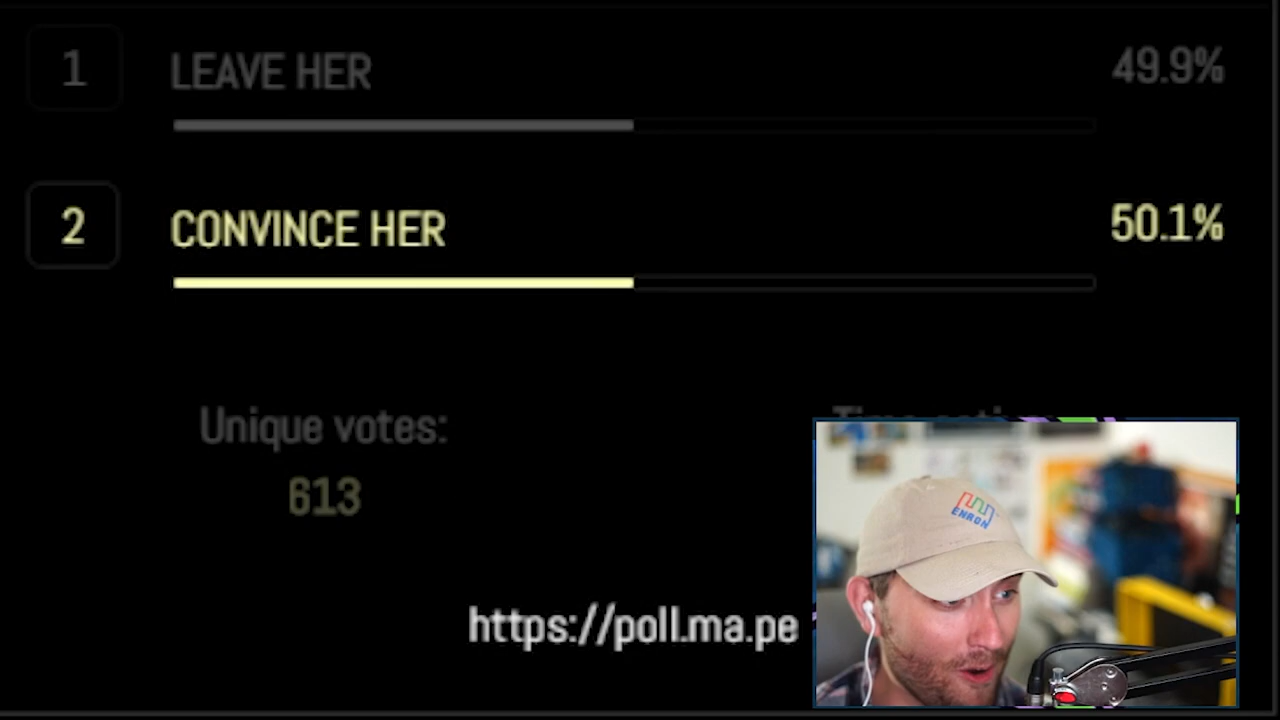 1 LEAVE HER 49.9%
2 CONVINCE HER 50.1%
Unique votes:
613
https://poll.ma.pe
ENRON